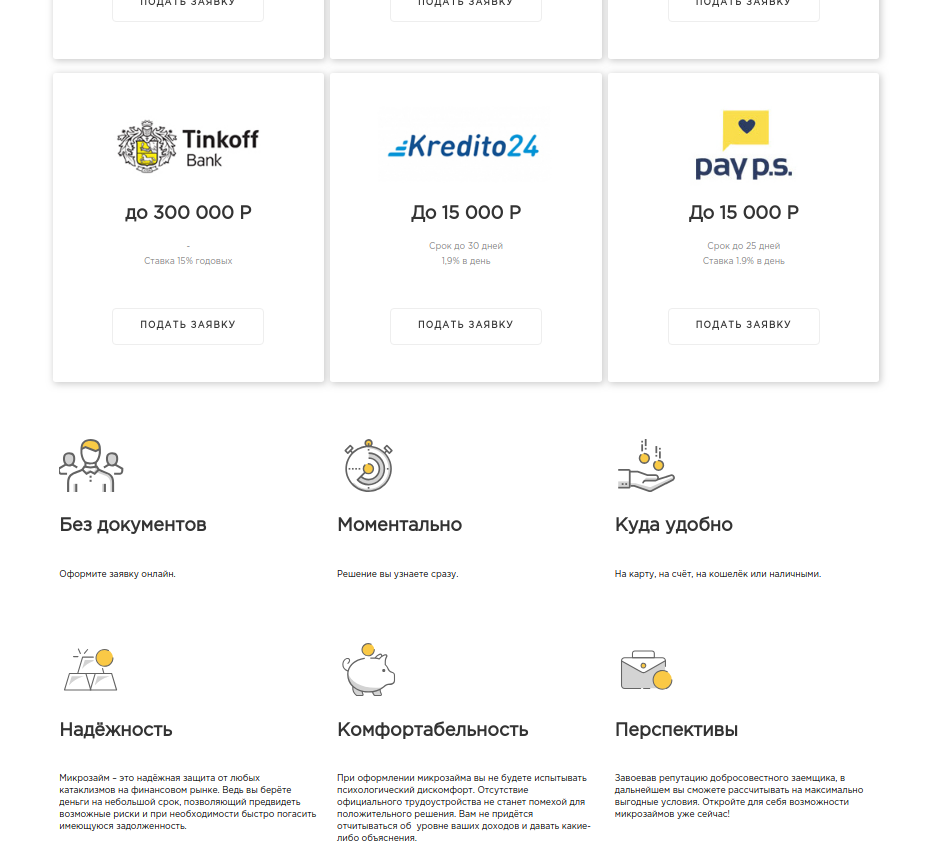 ПОДАТЬ ЗАЯВКУ
ПОДАТЬ ЗАЯВКУ
ПОДАТЬ ЗАЯВКУ
Tinkoff
Bank
до 300 000 Р
-
Ставка 15% годовых
ПОДАТЬ ЗАЯВКУ
Kredito24
До 15 000 Р
Срок до 30 дней
1,9% в день
ПОДАТЬ ЗАЯВКУ
pay p.s.
До 15 000 Р
Срок до 25 дней
Ставка 1.9% в день
ПОДАТЬ ЗАЯВКУ
Без документов
Оформите заявку онлайн.
Моментально
Решение вы узнаете сразу.
Куда удобно
На карту, на счёт, на кошелёк или наличными.
Надёжность
Микрозайм – это надёжная защита от любых
катаклизмов на финансовом рынке. Ведь вы берёте
деньги на небольшой срок, позволяющий предвидеть
возможные риски и при необходимости быстро погасить
имеющуюся задолженность.
Комфортабельность
При оформлении микрозайма вы не будете испытывать
психологический дискомфорт. Отсутствие
официального трудоустройства не станет помехой для
положительного решения. Вам не придётся
отчитываться об  уровне ваших доходов и давать какие-
либо объяснения.
Перспективы
Завоевав репутацию добросовестного заемщика, в
дальнейшем вы сможете рассчитывать на максимально
выгодные условия. Откройте для себя возможности
микрозаймов уже сейчас!